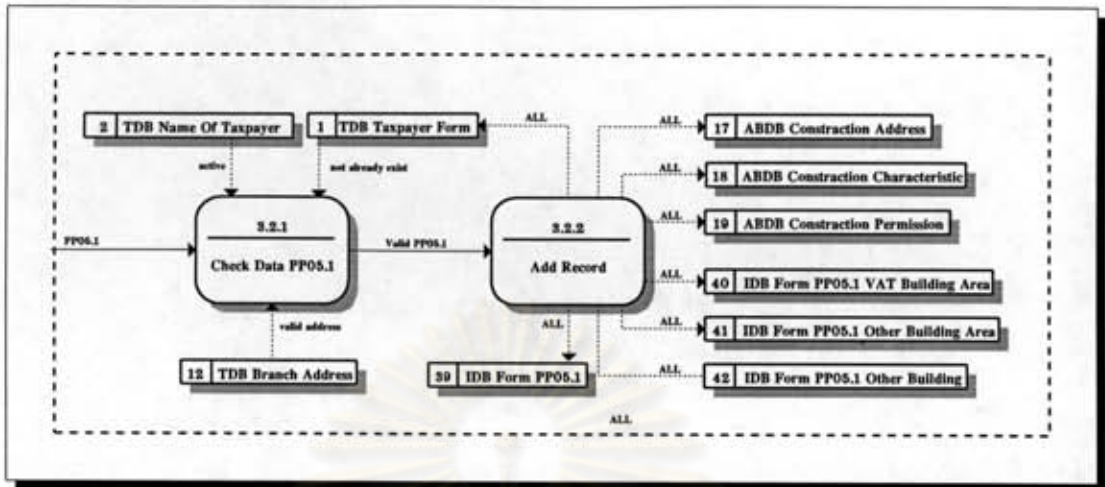 2 TDB Name Of Taxpayer
1 TDB Taxpayer Form
ALL
17 ABDB Constraction Address
active
not already exist
ALL
18 ABDB Constraction Characteristic
ALL
19 ABDB Constraction Permission
ALL
PP05.1
3.2.1
Check Data PP05.1
Valid PP05.1
3.2.2
Add Record
ALL
40 IDB Form PP05.1 VAT Building Area
valid address
ALL
ALL
41 IDB Form PP05.1 Other Building Area
12 TDB Branch Address
39 IDB Form PP05.1
ALL
42 IDB Form PP05.1 Other Building
ALL